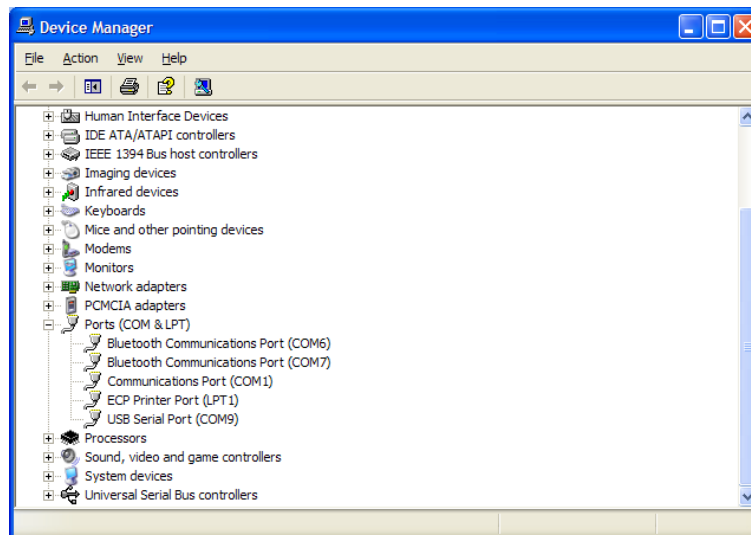 Device Manager
File Action View Help
Human Interface Devices
IDE ATA/ATAPI controllers
IEEE 1394 Bus host controllers
Imaging devices
Infrared devices
Keyboards
Mice and other pointing devices
Modems
Monitors
Network adapters
PCMCIA adapters
Ports (COM & LPT)
Bluetooth Communications Port (COM6)
Bluetooth Communications Port (COM7)
Communications Port (COM1)
ECP Printer Port (LPT1)
USB Serial Port (COM9)
Processors
Sound, video and game controllers
System devices
Universal Serial Bus controllers